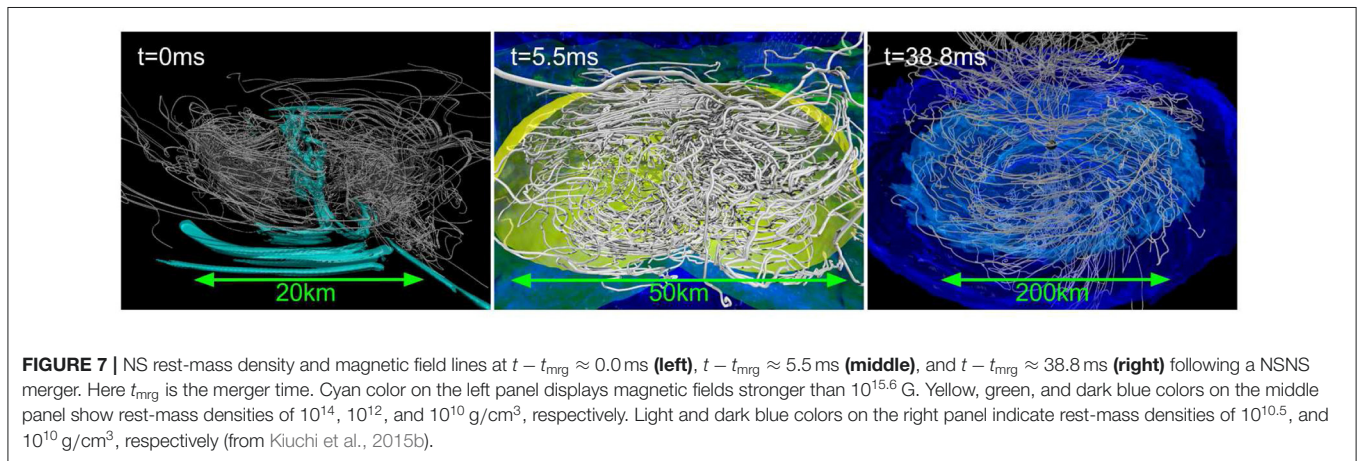 t=0ms
20km
t=5.5ms
50km
t=38.8ms
200km
FIGURE 7 | NS rest-mass density and magnetic field lines at t − t_mrg ≈ 0.0 ms (left), t − t_mrg ≈ 5.5 ms (middle), and t − t_mrg ≈ 38.8 ms (right) following a NSNS
merger. Here t_mrg is the merger time. Cyan color on the left panel displays magnetic fields stronger than 10^15.6 G. Yellow, green, and dark blue colors on the middle
panel show rest-mass densities of 10^14, 10^12, and 10^10 g/cm^3, respectively. Light and dark blue colors on the right panel indicate rest-mass densities of 10^10.5, and
10^10 g/cm^3, respectively (from Kiuchi et al., 2015b).